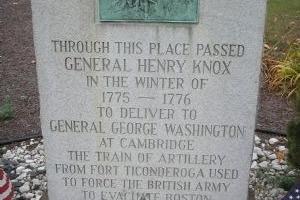 THROUGH THIS PLACE PASSED
GENERAL HENRY KNOX
IN THE WINTER OF
1775 — 1776
TO DELIVER TO
GENERAL GEORGE WASHINGTON
AT CAMBRIDGE
THE TRAIN OF ARTILLERY
FROM FORT TICONDEROGA USED
TO FORCE THE BRITISH ARMY
TO EVACUATE BOSTON